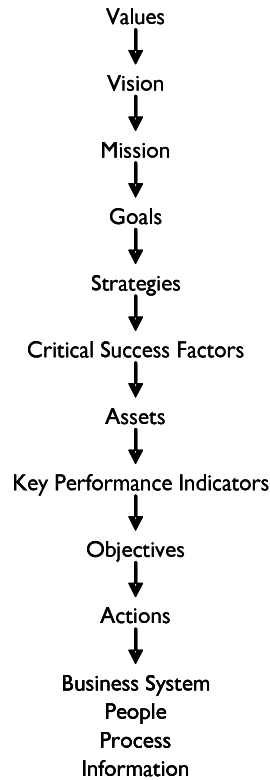 Values
Vision
Mission
Goals
Strategies
Critical Success Factors
Assets
Key Performance Indicators
Objectives
Actions
Business System
People
Process
Information